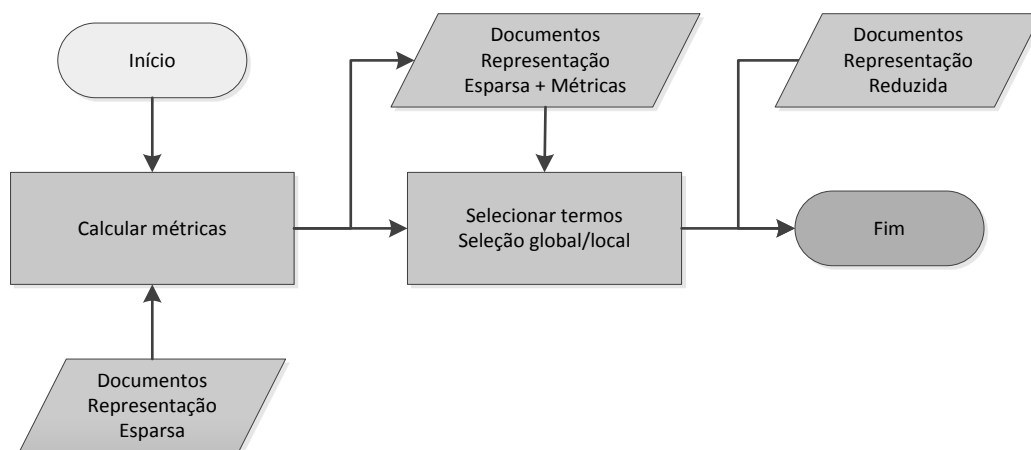 Início
Calcular métricas
Documentos
Representação
Esparsa
Documentos
Representação
Esparsa + Métricas
Selecionar termos
Seleção global/local
Documentos
Representação
Reduzida
Fim